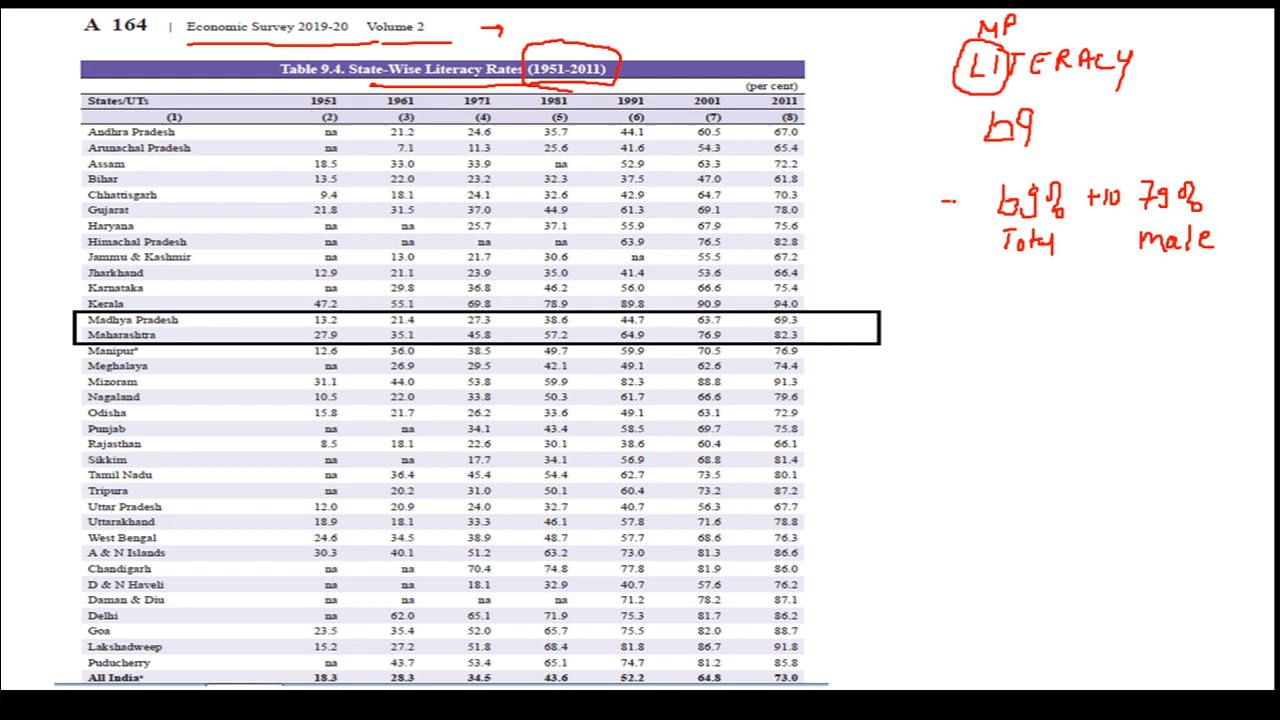 A 164 | Economic Survey 2019-20 Volume 2
Table 9.4. State-Wise Literacy Rates (1951-2011)
(per cent)
States/UTs 1951 1961 1971 1981 1991 2001 2011
(1) (2) (3) (4) (5) (6) (7) (8)
Andhra Pradesh na 21.2 24.6 35.7 44.1 60.5 67.0
Arunachal Pradesh na 7.1 11.3 25.6 41.6 54.3 65.4
Assam 18.5 33.0 33.9 na 52.9 63.3 72.2
Bihar 13.5 22.0 23.2 32.3 37.5 47.0 61.8
Chhattisgarh 9.4 18.1 24.1 32.6 42.9 64.7 70.3
Gujarat 21.8 31.5 37.0 44.9 61.3 69.1 78.0
Haryana na na 25.7 37.1 55.9 67.9 75.6
Himachal Pradesh na na na na 63.9 76.5 82.8
Jammu & Kashmir na 13.0 21.7 30.6 na 55.5 67.2
Jharkhand 12.9 21.1 23.9 35.0 41.4 53.6 66.4
Karnataka na 29.8 36.8 46.2 56.0 66.6 75.4
Kerala 47.2 55.1 69.8 78.9 89.8 90.9 94.0
Madhya Pradesh 13.2 21.4 27.3 38.6 44.7 63.7 69.3
Maharashtra 27.9 35.1 45.8 57.2 64.9 76.9 82.3
Manipur* 12.6 36.0 38.5 49.7 59.9 70.5 76.9
Meghalaya na 26.9 29.5 42.1 49.1 62.6 74.4
Mizoram 31.1 44.0 53.8 59.9 82.3 88.8 91.3
Nagaland 10.5 22.0 33.8 50.3 61.7 66.6 79.6
Odisha 15.8 21.7 26.2 33.6 49.1 63.1 72.9
Punjab na na 34.1 43.4 58.5 69.7 75.8
Rajasthan 8.5 18.1 22.6 30.1 38.6 60.4 66.1
Sikkim na na 17.7 34.1 56.9 68.8 81.4
Tamil Nadu na 36.4 45.4 54.4 62.7 73.5 80.1
Tripura na 20.2 31.0 50.1 60.4 73.2 87.2
Uttar Pradesh 12.0 20.9 24.0 32.7 40.7 56.3 67.7
Uttarakhand 18.9 18.1 33.3 46.1 57.8 71.6 78.8
West Bengal 24.6 34.5 38.9 48.7 57.7 68.6 76.3
A & N Islands 30.3 40.1 51.2 63.2 73.0 81.3 86.6
Chandigarh na na 70.4 74.8 77.8 81.9 86.0
D & N Haveli na na 18.1 32.9 40.7 57.6 76.2
Daman & Diu na na na na 71.2 78.2 87.1
Delhi na 62.0 65.1 71.9 75.3 81.7 86.2
Goa 23.5 35.4 52.0 65.7 75.5 82.0 88.7
Lakshadweep 15.2 27.2 51.8 68.4 81.8 86.7 91.8
Puducherry na 43.7 53.4 65.1 74.7 81.2 85.8
All India* 18.3 28.3 34.5 43.6 52.2 64.8 73.0
MP
LITERACY
69
69% +10 79%
Total male